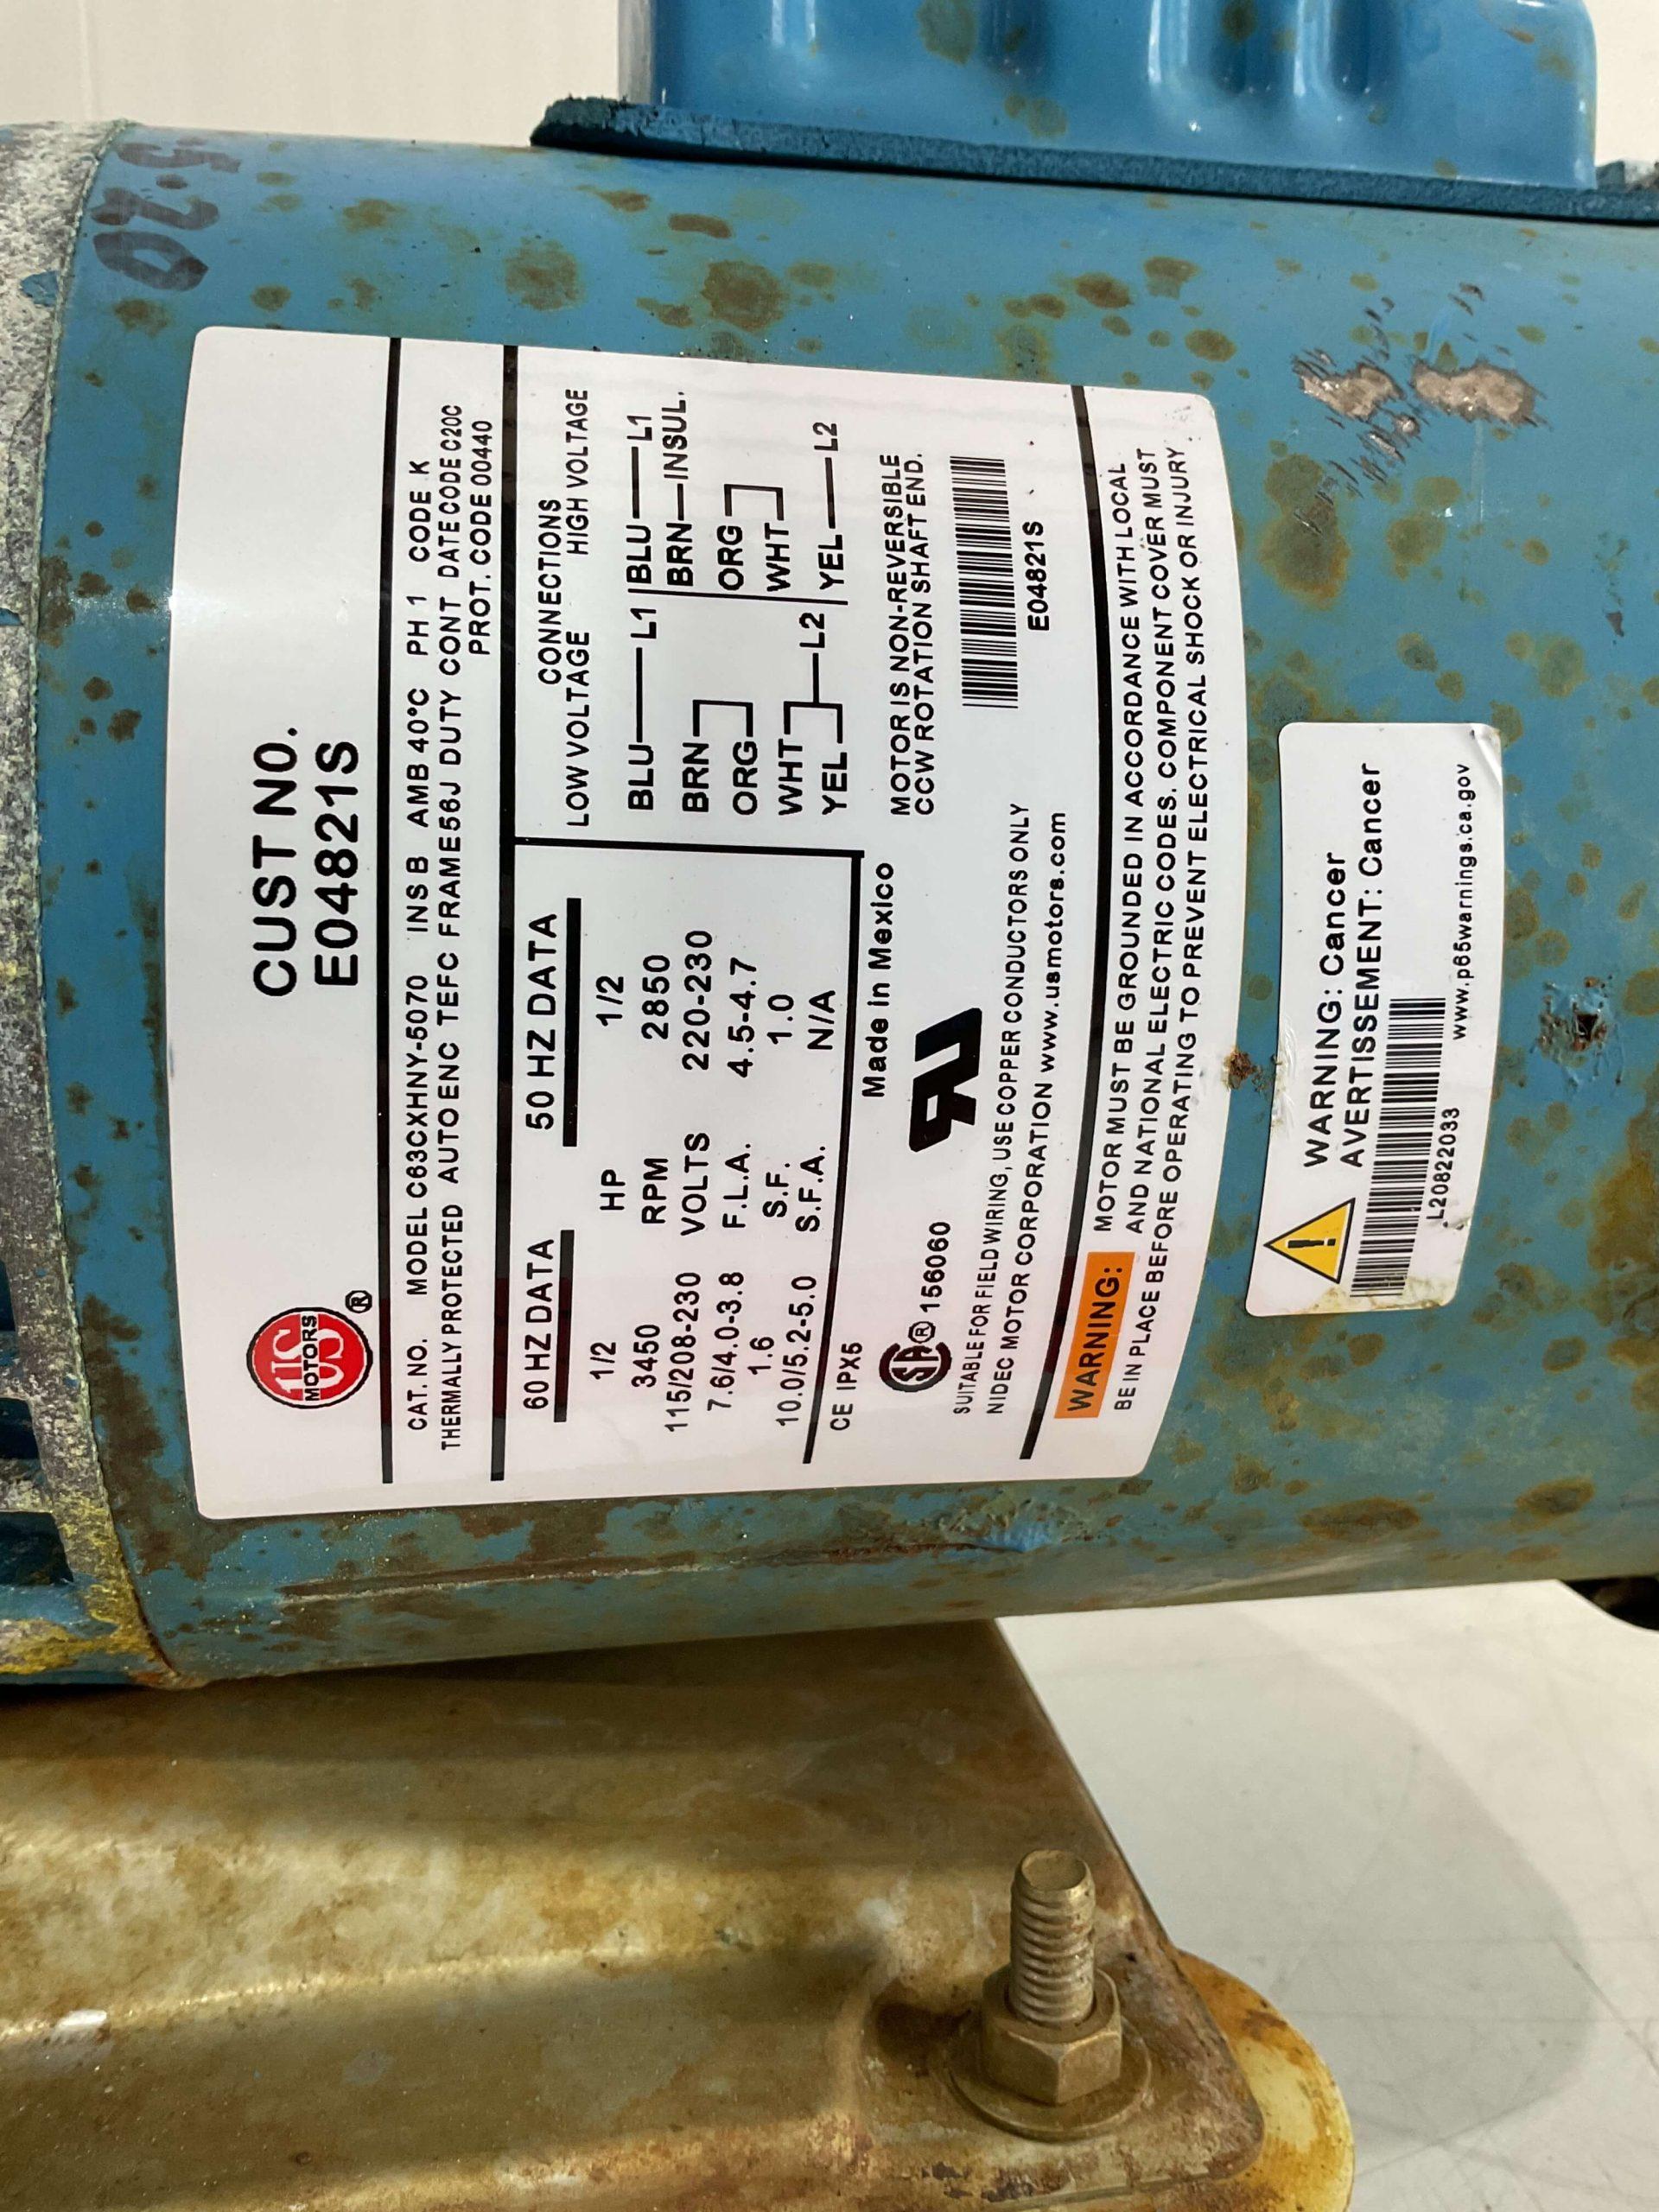 5.20
US
MOTORS
®
CUST NO.
E04821S
CAT. NO. MODEL C63CXHNY-5070 INS B AMB 40°C PH 1 CODE K
THERMALLY PROTECTED AUTO ENC TEFC FRAME56J DUTY CONT DATECODE C20C
PROT. CODE 00440
60 HZ DATA 50 HZ DATA
1/2 HP 1/2
3450 RPM 2850
115/208-230 VOLTS 220-230
7.6/4.0-3.8 F.L.A. 4.5-4.7
1.6 S.F. 1.0
10.0/5.2-5.0 S.F.A. N/A
CONNECTIONS
LOW VOLTAGE HIGH VOLTAGE
BLU L1 BLU L1
BRN BRN INSUL.
ORG ORG
WHT L2 WHT
YEL YEL L2
CE IPX5 Made in Mexico
MOTOR IS NON-REVERSIBLE
CCW ROTATION SHAFT END.
SA® 156060
E04821S
SUITABLE FOR FIELD WIRING, USE COPPER CONDUCTORS ONLY
NIDEC MOTOR CORPORATION www.usmotors.com
WARNING: MOTOR MUST BE GROUNDED IN ACCORDANCE WITH LOCAL
AND NATIONAL ELECTRIC CODES. COMPONENT COVER MUST
BE IN PLACE BEFORE OPERATING TO PREVENT ELECTRICAL SHOCK OR INJURY.
WARNING: Cancer
AVERTISSEMENT: Cancer
L20822033
www.p65warnings.ca.gov